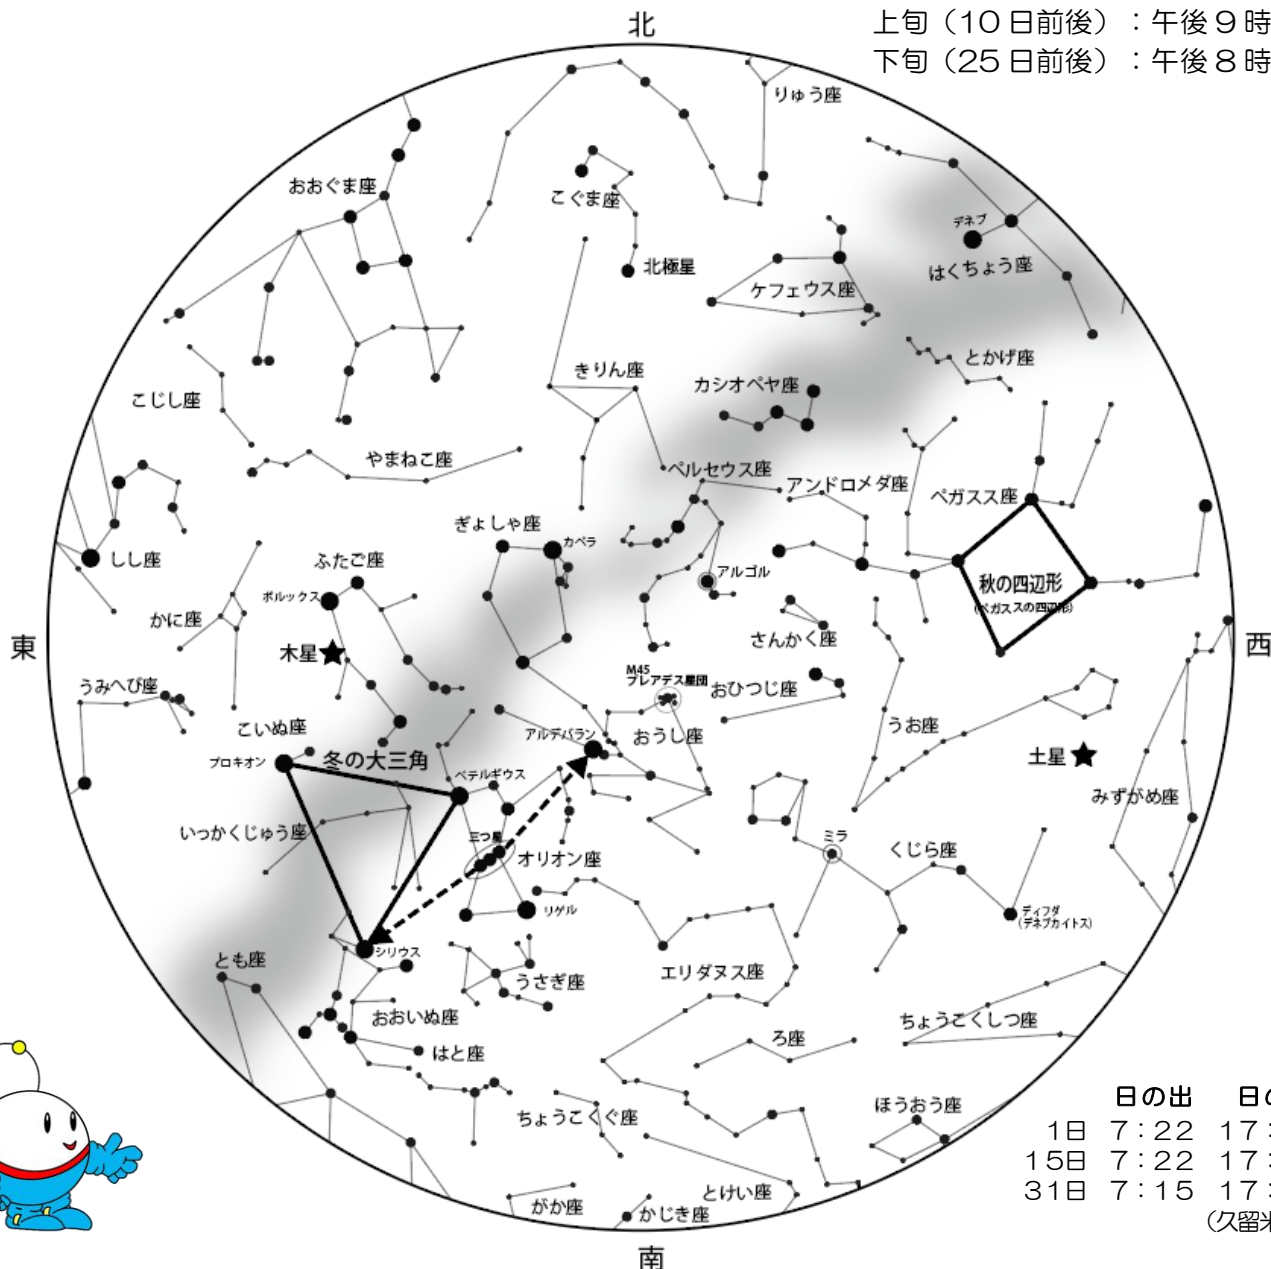 北
上旬（10日前後）：午後9時
下旬（25日前後）：午後8時
りゅう座
おおぐま座
こぐま座
デネブ
はくちょう座
北極星
ケフェウス座
とかげ座
きりん座
カシオペヤ座
こじし座
やまねこ座
ペルセウス座
アンドロメダ座
ペガスス座
ぎょしゃ座
カペラ
しし座
ふたご座
アルゴル
秋の四辺形
（ペガススの四辺形）
ポルックス
かに座
さんかく座
東
木星
西
M45
プレアデス星団
おひつじ座
うみへび座
うお座
こいぬ座
アルデバラン
おうし座
プロキオン
冬の大三角
土星
ベテルギウス
みずがめ座
いっかくじゅう座
三つ星
オリオン座
ミラ
くじら座
リゲル
ディフダ
（デネブカイトス）
シリウス
とも座
うさぎ座
エリダヌス座
おおいぬ座
ちょうこくしつ座
はと座
ろ座
ちょうこくぐ座
ほうおう座
がか座
かじき座
とけい座
南
日の出 日の
1日 7：22 17：
15日 7：22 17：
31日 7：15 17：
（久留米